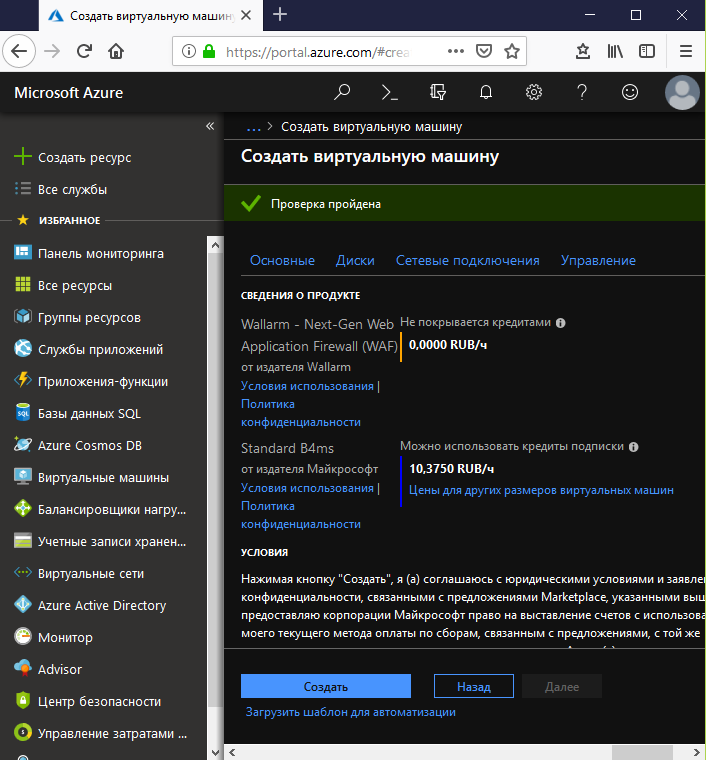 Создать виртуальную машину
https://portal.azure.com/#crea
Microsoft Azure
Создать ресурс
Все службы
ИЗБРАННОЕ
Панель мониторинга
Все ресурсы
Группы ресурсов
Службы приложений
Приложения-функции
Базы данных SQL
Azure Cosmos DB
Виртуальные машины
Балансировщики нагру...
Учетные записи хранен...
Виртуальные сети
Azure Active Directory
Монитор
Advisor
Центр безопасности
Управление затратами ...
... > Создать виртуальную машину
Создать виртуальную машину
Проверка пройдена
Основные Диски Сетевые подключения Управление
СВЕДЕНИЯ О ПРОДУКТЕ
Wallarm - Next-Gen Web
Application Firewall (WAF)
от издателя Wallarm
Условия использования |
Политика
конфиденциальности
Не покрывается кредитами
0,0000 RUB/ч
Standard B4ms
от издателя Майкрософт
Условия использования |
Политика
конфиденциальности
Можно использовать кредиты подписки
10,3750 RUB/ч
Цены для других размеров виртуальных машин
УСЛОВИЯ
Нажимая кнопку "Создать", я (а) соглашаюсь с юридическими условиями и заявле
конфиденциальности, связанными с предложениями Marketplace, указанными выш
предоставляю корпорации Майкрософт право на выставление счетов с использова
моего текущего метода оплаты по сборам, связанным с предложениями, с той же
Создать Назад Далее
Загрузить шаблон для автоматизации